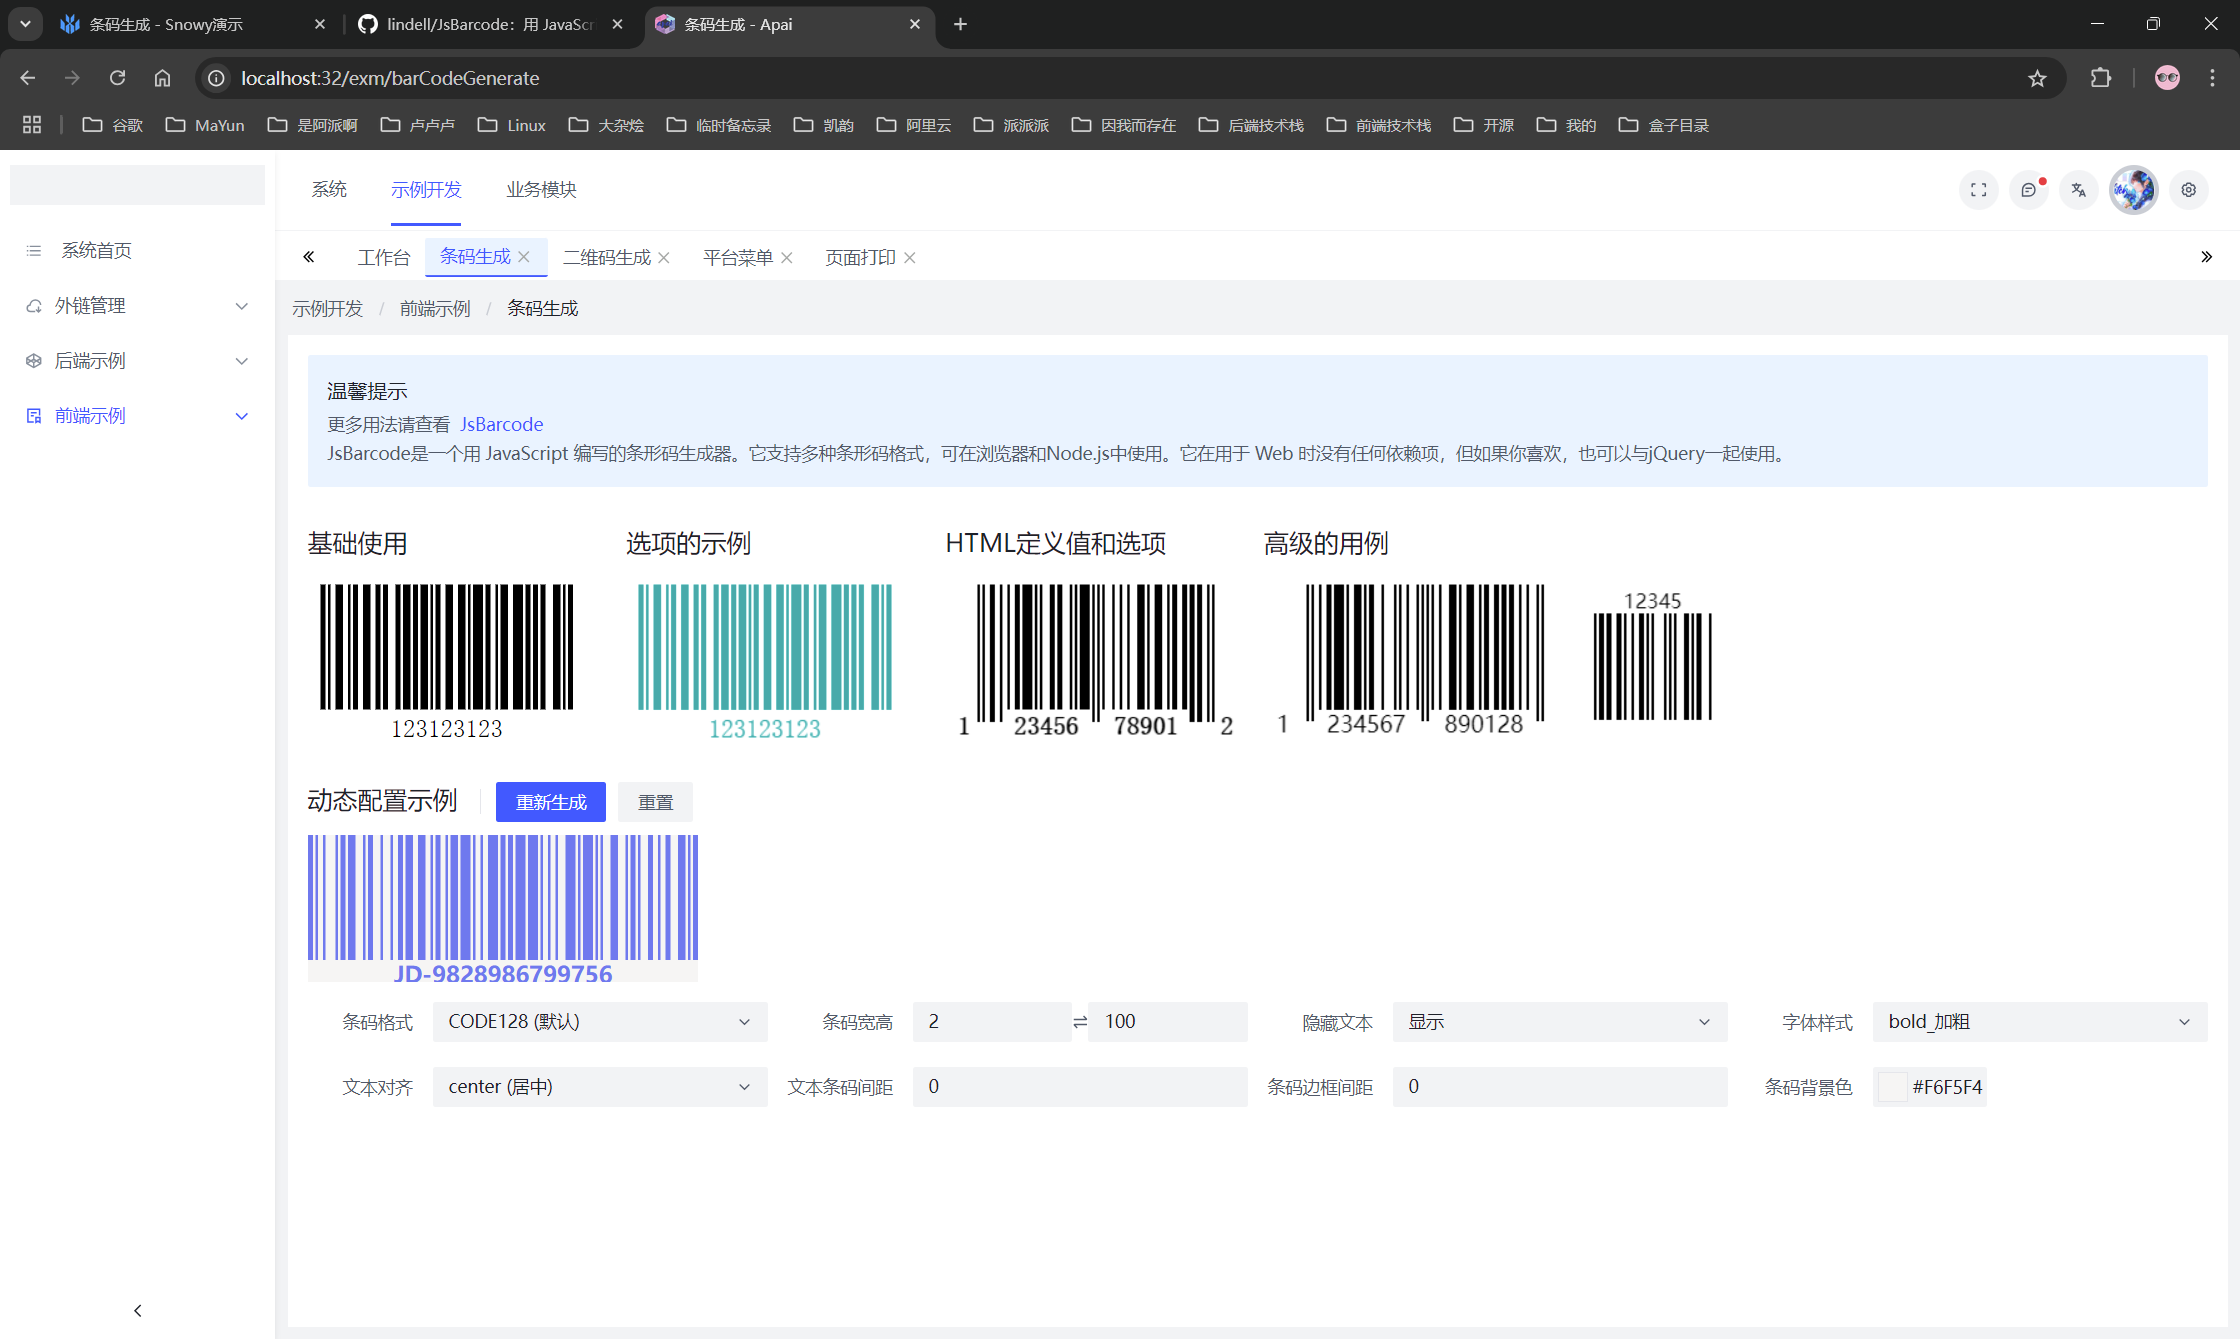 条码生成 - Snowy演示
lindell/JsBarcode：用 JavaScr
条码生成 - Apai
localhost:32/exm/barCodeGenerate
谷歌
MaYun
是阿派啊
卢卢卢
Linux
大杂烩
临时备忘录
凯韵
阿里云
派派派
因我而存在
后端技术栈
前端技术栈
开源
我的
盒子目录
系统
示例开发
业务模块
系统首页
外链管理
后端示例
前端示例
工作台
条码生成
二维码生成
平台菜单
页面打印
示例开发 / 前端示例 / 条码生成
温馨提示
更多用法请查看 JsBarcode
JsBarcode是一个用 JavaScript 编写的条形码生成器。它支持多种条形码格式，可在浏览器和Node.js中使用。它在用于 Web 时没有任何依赖项，但如果你喜欢，也可以与jQuery一起使用。
基础使用
选项的示例
HTML定义值和选项
高级的用例
123123123
123123123
1 23456 78901 2
1 234567 890128
12345
动态配置示例
重新生成
重置
JD-9828986799756
条码格式 CODE128 (默认)
条码宽高 2 100
隐藏文本 显示
字体样式 bold_加粗
文本对齐 center (居中)
文本条码间距 0
条码边框间距 0
条码背景色 #F6F5F4